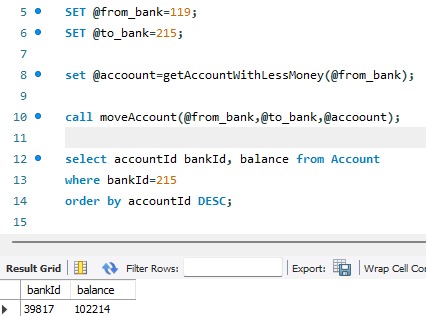 5 SET @from_bank=119;
6 SET @to_bank=215;
7
8 set @accoount=getAccountWithLessMoney(@from_bank);
9
10 call moveAccount(@from_bank,@to_bank,@accoount);
11
12 select accountId bankId, balance from Account
13 where bankId=215
14 order by accountId DESC;
15
Result Grid Filter Rows: Export: Wrap Cell Con
bankId balance
39817 102214